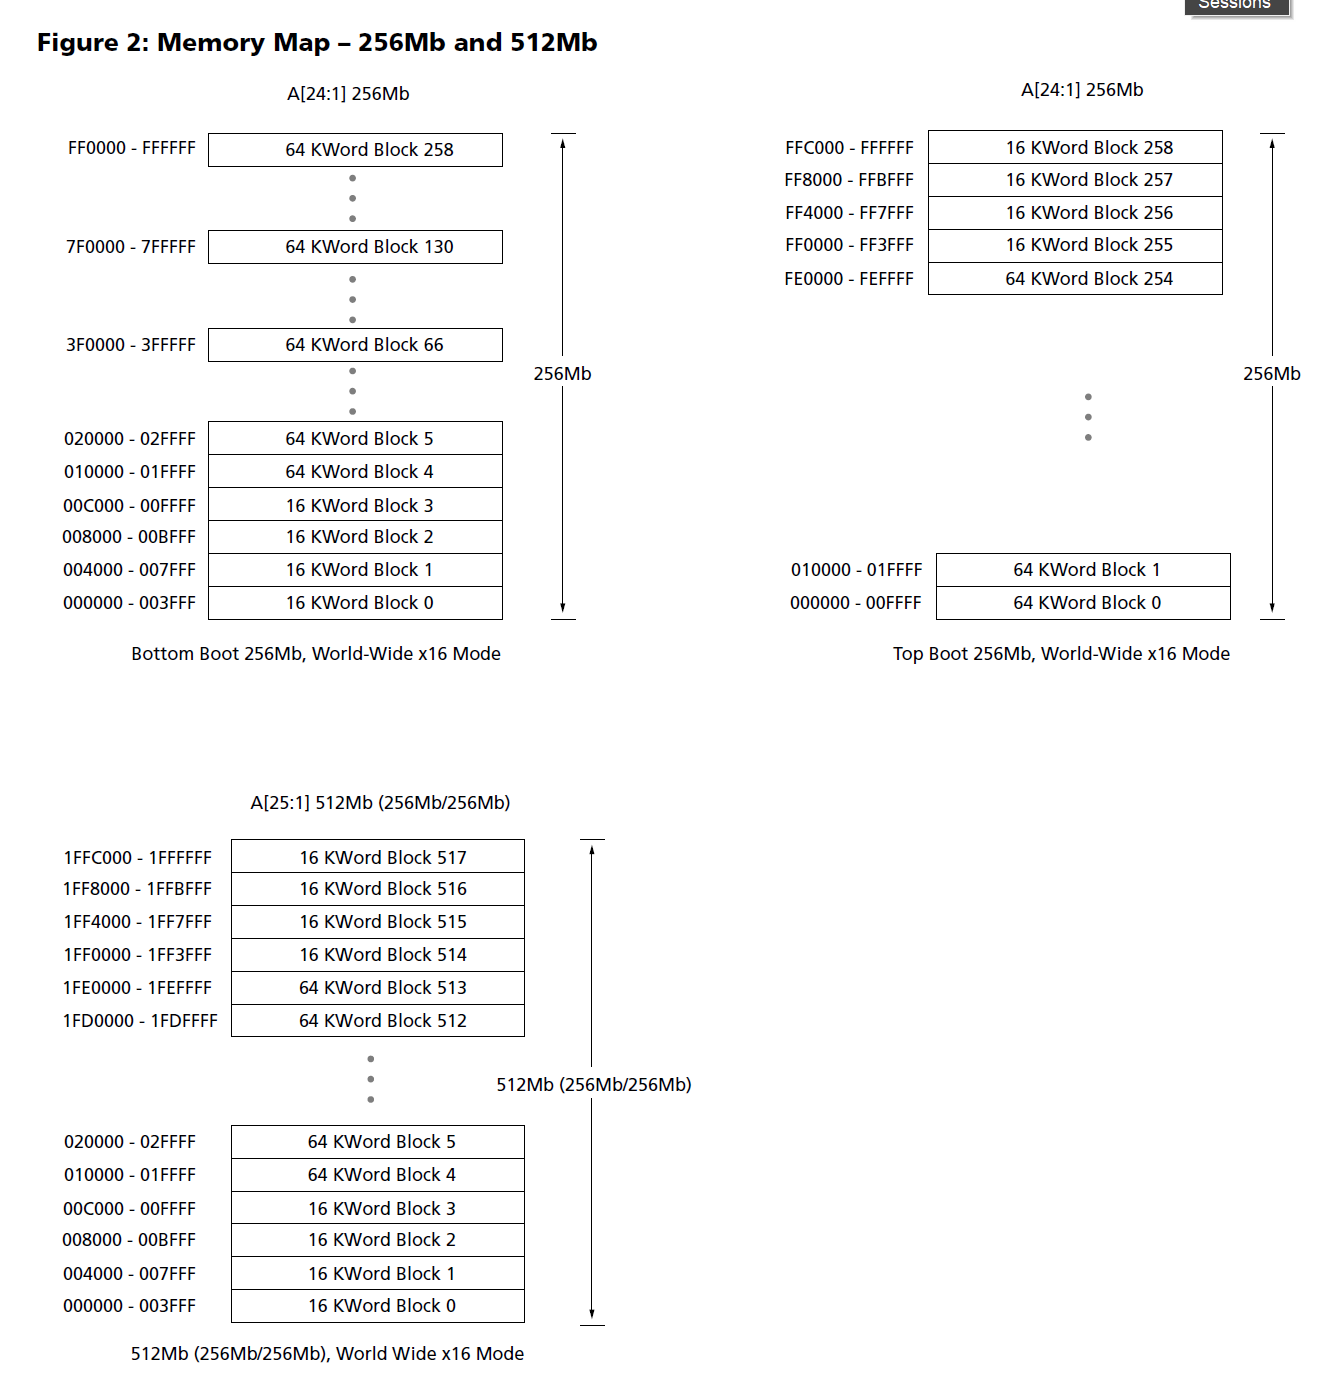 Sessions
Figure 2: Memory Map – 256Mb and 512Mb
A[24:1] 256Mb
FF0000 - FFFFFF 64 KWord Block 258
7F0000 - 7FFFFF 64 KWord Block 130
3F0000 - 3FFFFF 64 KWord Block 66
256Mb
020000 - 02FFFF 64 KWord Block 5
010000 - 01FFFF 64 KWord Block 4
00C000 - 00FFFF 16 KWord Block 3
008000 - 00BFFF 16 KWord Block 2
004000 - 007FFF 16 KWord Block 1
000000 - 003FFF 16 KWord Block 0
Bottom Boot 256Mb, World-Wide x16 Mode
A[24:1] 256Mb
FFC000 - FFFFFF 16 KWord Block 258
FF8000 - FFBFFF 16 KWord Block 257
FF4000 - FF7FFF 16 KWord Block 256
FF0000 - FF3FFF 16 KWord Block 255
FE0000 - FEFFFF 64 KWord Block 254
256Mb
010000 - 01FFFF 64 KWord Block 1
000000 - 00FFFF 64 KWord Block 0
Top Boot 256Mb, World-Wide x16 Mode
A[25:1] 512Mb (256Mb/256Mb)
1FFC000 - 1FFFFFF 16 KWord Block 517
1FF8000 - 1FFBFFF 16 KWord Block 516
1FF4000 - 1FF7FFF 16 KWord Block 515
1FF0000 - 1FF3FFF 16 KWord Block 514
1FE0000 - 1FEFFFF 64 KWord Block 513
1FD0000 - 1FDFFFF 64 KWord Block 512
512Mb (256Mb/256Mb)
020000 - 02FFFF 64 KWord Block 5
010000 - 01FFFF 64 KWord Block 4
00C000 - 00FFFF 16 KWord Block 3
008000 - 00BFFF 16 KWord Block 2
004000 - 007FFF 16 KWord Block 1
000000 - 003FFF 16 KWord Block 0
512Mb (256Mb/256Mb), World Wide x16 Mode